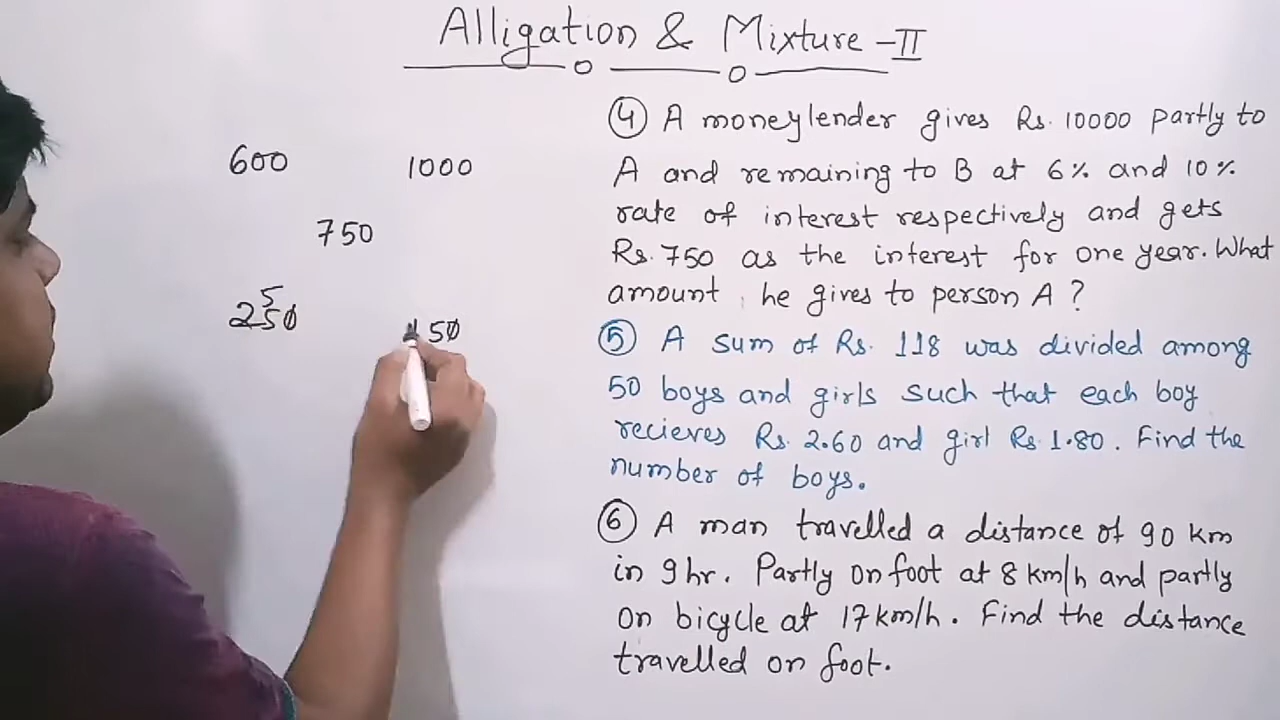 Alligation & Mixture -II
600 1000
750
5
250 150
④ A moneylender gives Rs. 10000 partly to
A and remaining to B at 6% and 10%
rate of interest respectively and gets
Rs. 750 as the interest for one year. What
amount he gives to person A ?
⑤ A sum of Rs. 118 was divided among
50 boys and girls such that each boy
recieves Rs. 2.60 and girl Rs 1.80. Find the
number of boys.
⑥ A man travelled a distance of 90 km
in 9hr. Partly on foot at 8 km/h and partly
on bicycle at 17 km/h. Find the distance
travelled on foot.